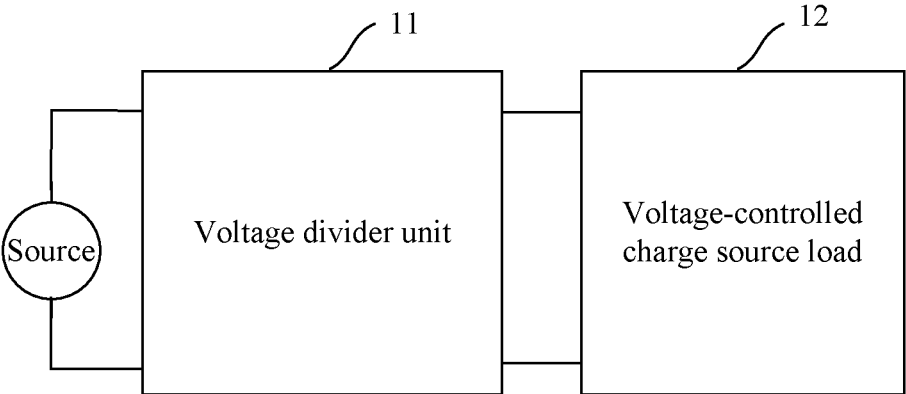 11
12
Source
Voltage divider unit
Voltage-controlled
charge source load